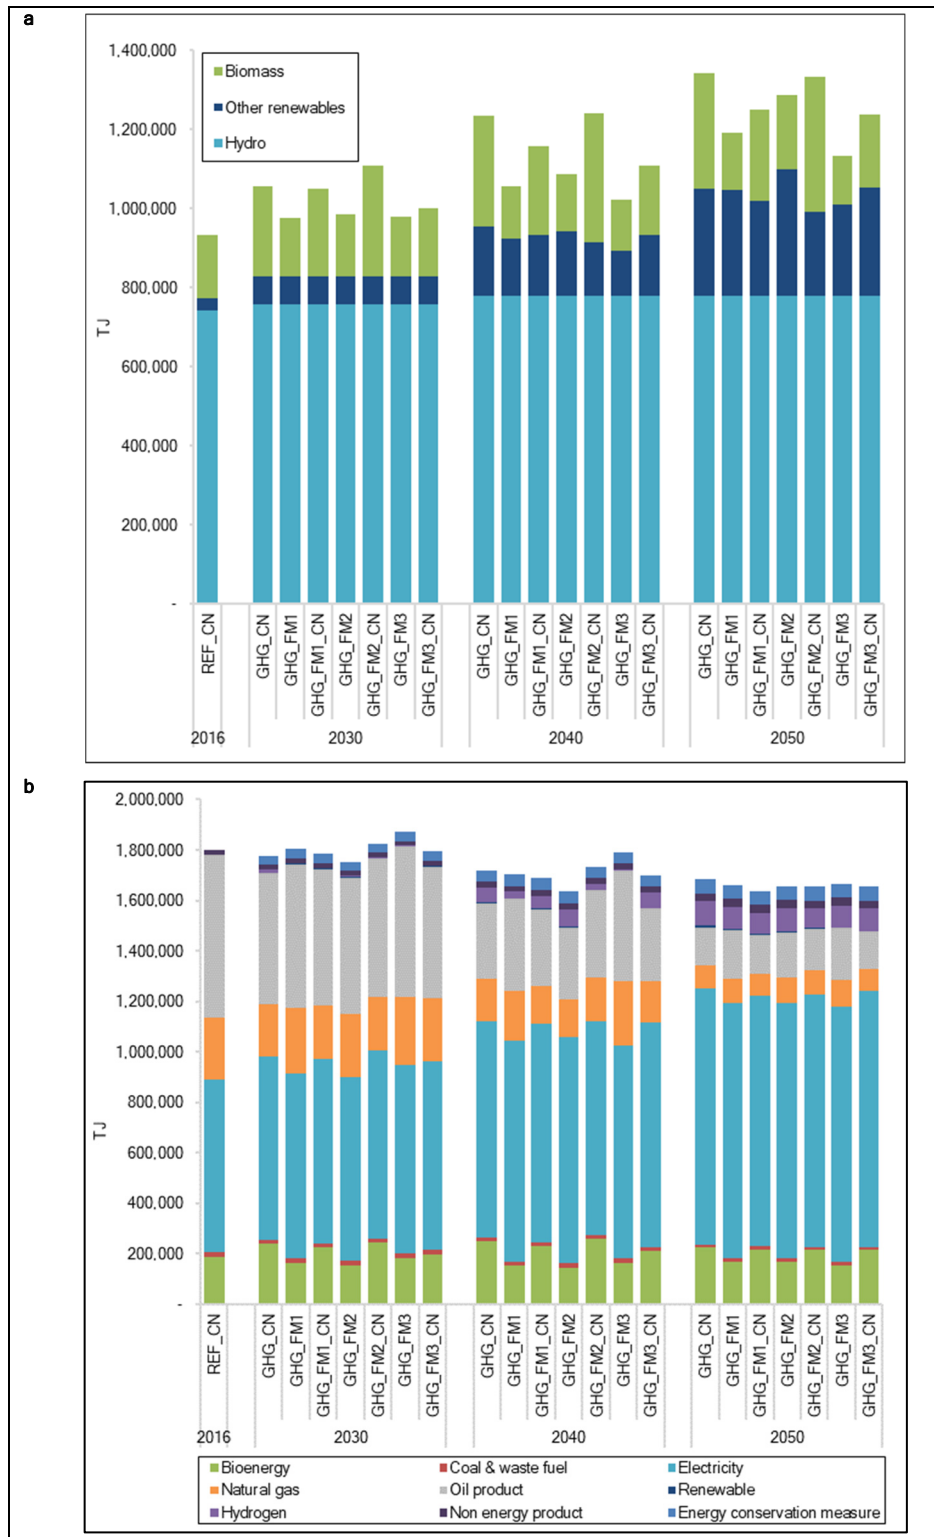 a
1,400,000
1,200,000
1,000,000
800,000
600,000
400,000
200,000
-
TJ
Biomass
Other renewables
Hydro
REF_CN
GHG_CN
GHG_FM1
GHG_FM1_CN
GHG_FM2
GHG_FM2_CN
GHG_FM3
GHG_FM3_CN
GHG_CN
GHG_FM1
GHG_FM1_CN
GHG_FM2
GHG_FM2_CN
GHG_FM3
GHG_FM3_CN
GHG_CN
GHG_FM1
GHG_FM1_CN
GHG_FM2
GHG_FM2_CN
GHG_FM3
GHG_FM3_CN
2016 2030 2040 2050
b
2,000,000
1,800,000
1,600,000
1,400,000
1,200,000
1,000,000
800,000
600,000
400,000
200,000
-
TJ
REF_CN
GHG_CN
GHG_FM1
GHG_FM1_CN
GHG_FM2
GHG_FM2_CN
GHG_FM3
GHG_FM3_CN
GHG_CN
GHG_FM1
GHG_FM1_CN
GHG_FM2
GHG_FM2_CN
GHG_FM3
GHG_FM3_CN
GHG_CN
GHG_FM1
GHG_FM1_CN
GHG_FM2
GHG_FM2_CN
GHG_FM3
GHG_FM3_CN
2016 2030 2040 2050
Bioenergy Coal & waste fuel Electricity
Natural gas Oil product Renewable
Hydrogen Non energy product Energy conservation measure